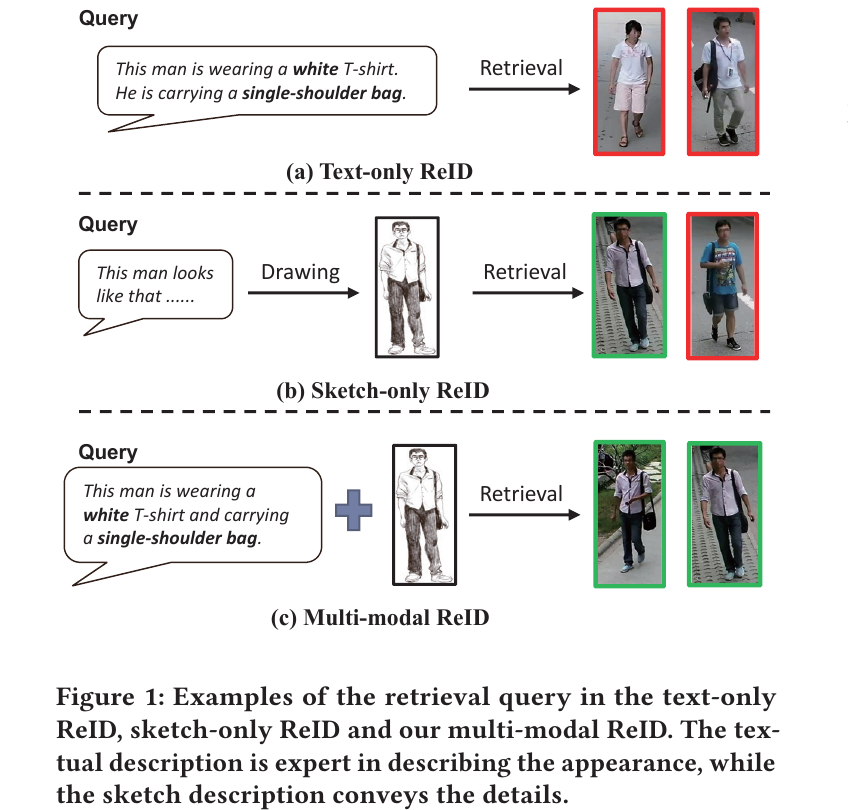 Query
This man is wearing a white T-shirt.
He is carrying a single-shoulder bag.
Retrieval
(a) Text-only ReID
Query
This man looks
like that ......
Drawing
Retrieval
(b) Sketch-only ReID
Query
This man is wearing a
white T-shirt and carrying
a single-shoulder bag.
Retrieval
(c) Multi-modal ReID
Figure 1: Examples of the retrieval query in the text-only
ReID, sketch-only ReID and our multi-modal ReID. The tex-
tual description is expert in describing the appearance, while
the sketch description conveys the details.